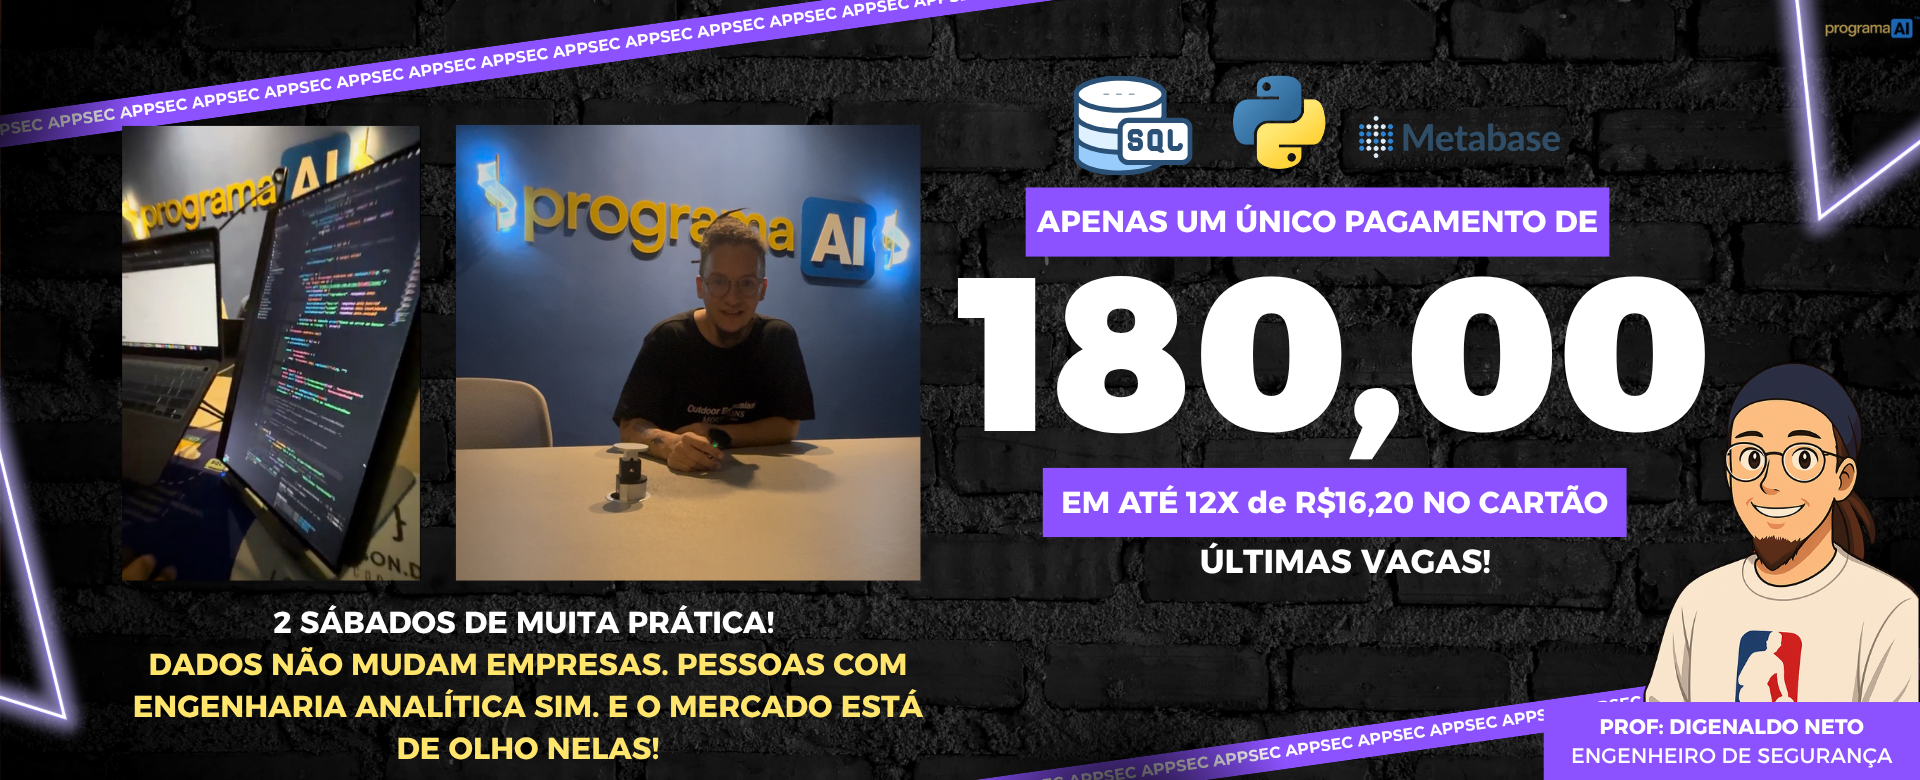 APPSEC APPSEC APPSEC APPSEC APPSEC APPSEC APPSEC APPSEC APPSEC APPSEC APPSEC APPSEC
programaAI
programa AI
programa AI
SQL
Metabase
APENAS UM ÚNICO PAGAMENTO DE
180,00
EM ATÉ 12X de R$16,20 NO CARTÃO
ÚLTIMAS VAGAS!
2 SÁBADOS DE MUITA PRÁTICA!
DADOS NÃO MUDAM EMPRESAS. PESSOAS COM
ENGENHARIA ANALÍTICA SIM. E O MERCADO ESTÁ
DE OLHO NELAS!
APPSEC APPSEC APPSEC APPSEC APPSEC APPSEC
PROF: DIGENALDO NETO
ENGENHEIRO DE SEGURANÇA